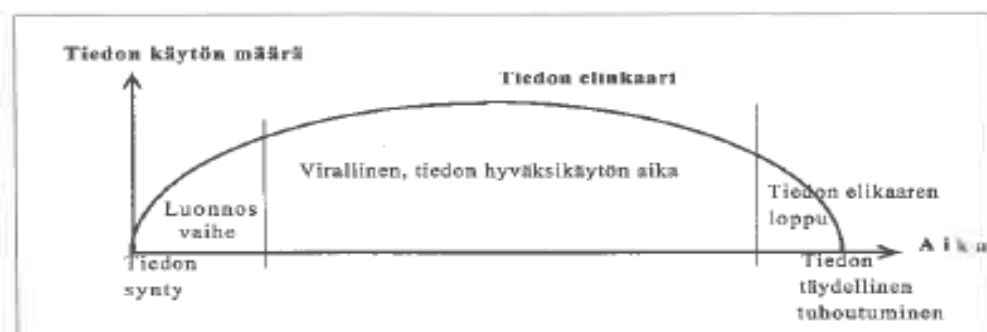 Tiedon käytön määrä
Tiedon elinkaari
Virallinen, tiedon hyväksikäytön aika
Luonnos
vaihe
Tiedon elikaaren
loppu
Aika
Tiedon
synty
Tiedon
täydellinen
tuhoutuminen